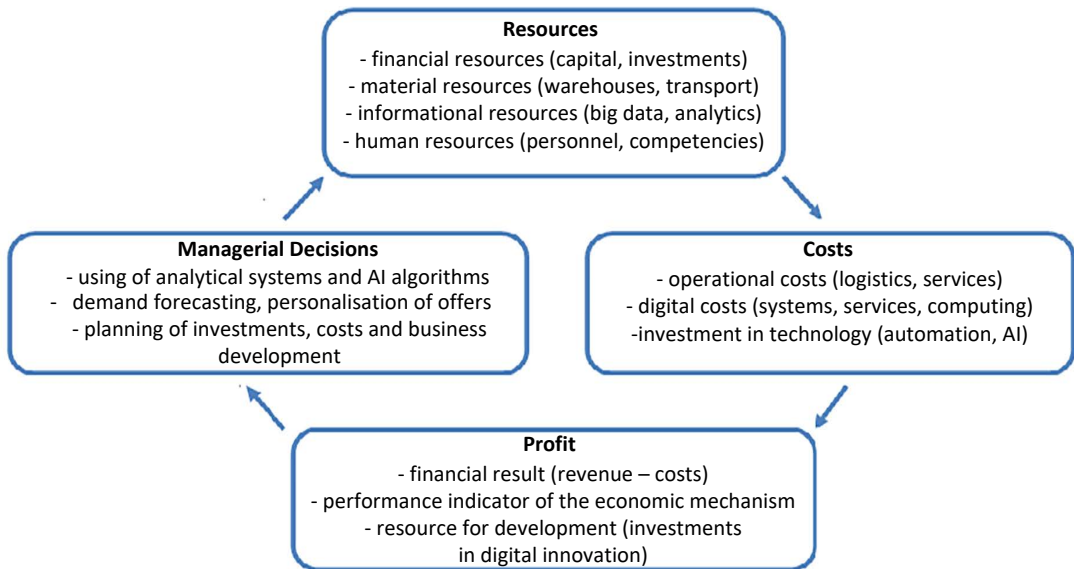 Resources
- financial resources (capital, investments)
- material resources (warehouses, transport)
- informational resources (big data, analytics)
- human resources (personnel, competencies)
Managerial Decisions
- using of analytical systems and AI algorithms
- demand forecasting, personalisation of offers
- planning of investments, costs and business
development
Costs
- operational costs (logistics, services)
- digital costs (systems, services, computing)
-investment in technology (automation, AI)
Profit
- financial result (revenue – costs)
- performance indicator of the economic mechanism
- resource for development (investments
in digital innovation)